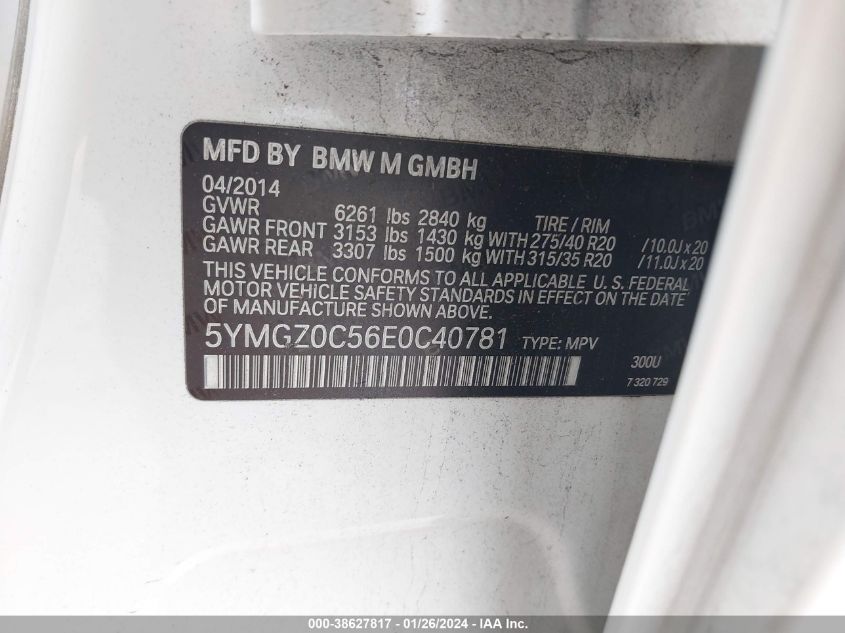 MFD BY BMW M GMBH
04/2014
GVWR 6261 lbs 2840 kg TIRE / RIM
GAWR FRONT 3153 lbs 1430 kg WITH 275/40 R20 /10.0J x 20
GAWR REAR 3307 lbs 1500 kg WITH 315/35 R20 /11.0J x 20
THIS VEHICLE CONFORMS TO ALL APPLICABLE U. S. FEDERAL
MOTOR VEHICLE SAFETY STANDARDS IN EFFECT ON THE DATE
OF MANUFACTURE SHOWN ABOVE.
5YMGZ0C56E0C40781 TYPE: MPV
300U
7 320 729
000-38627817 - 01/26/2024 - IAA Inc.